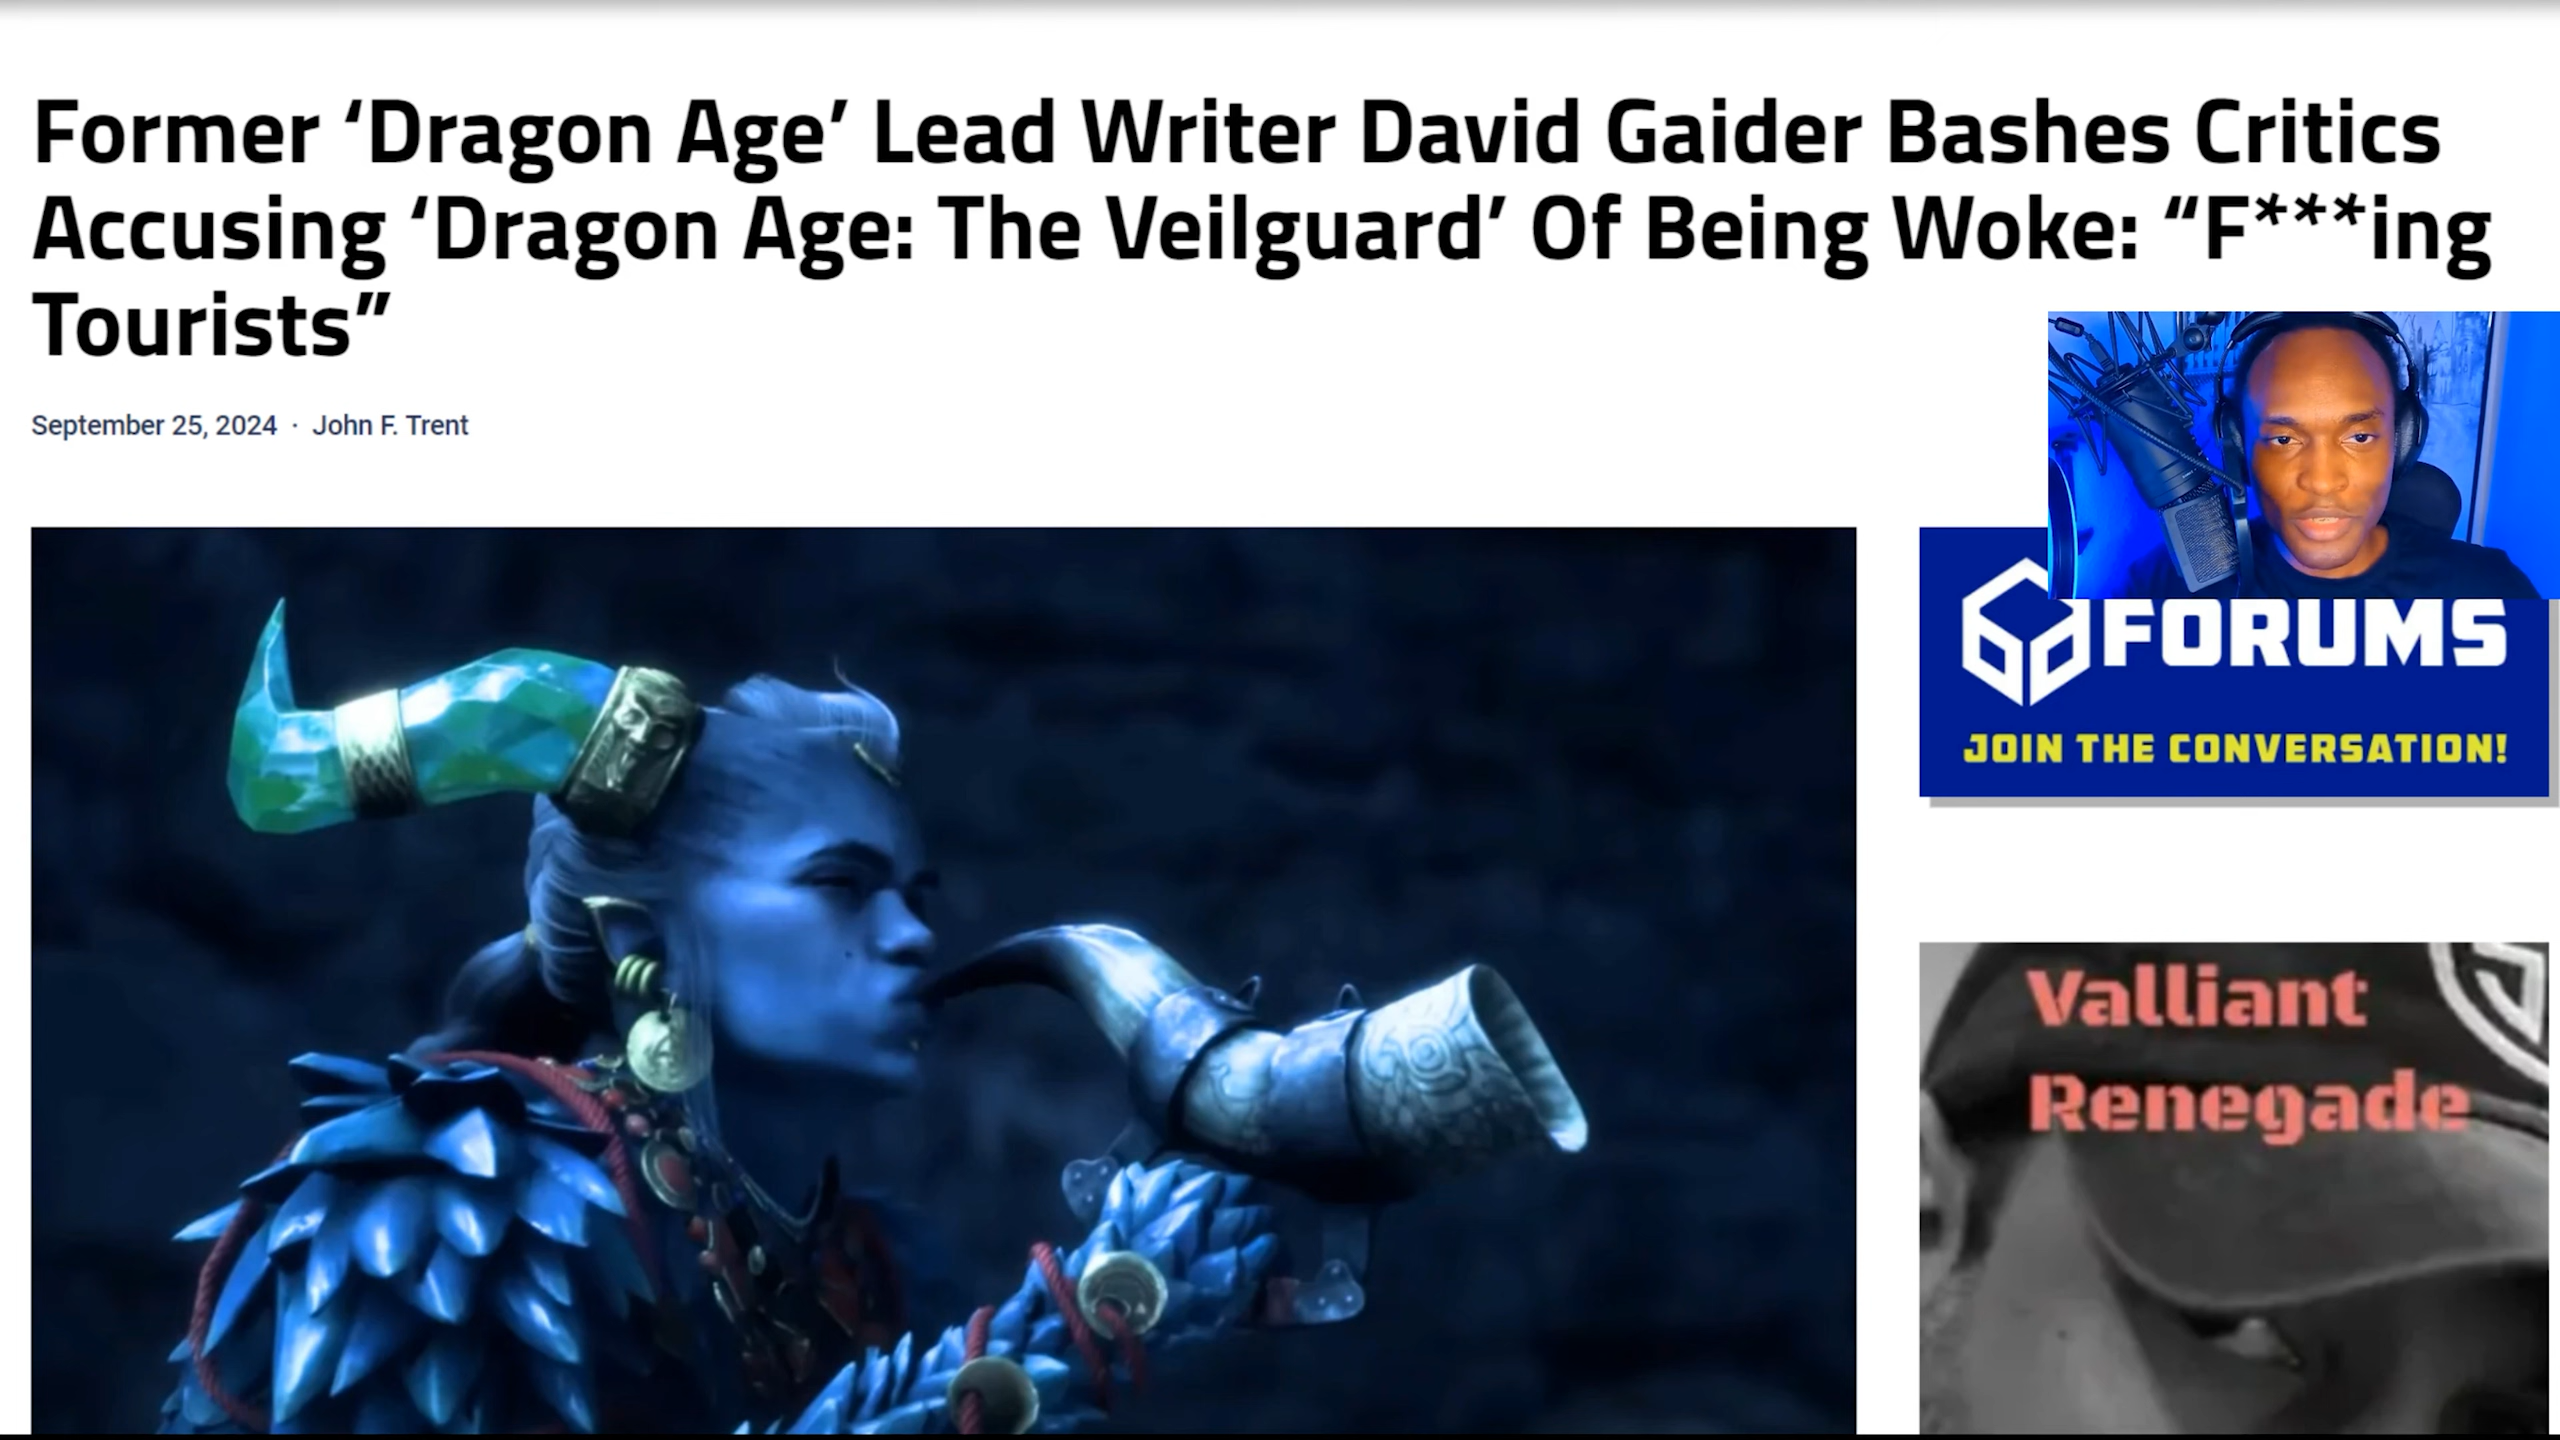 Former ‘Dragon Age’ Lead Writer David Gaider Bashes Critics
Accusing ‘Dragon Age: The Veilguard’ Of Being Woke: “F***ing
Tourists”
September 25, 2024 · John F. Trent
FORUMS
JOIN THE CONVERSATION!
Valliant
Renegade